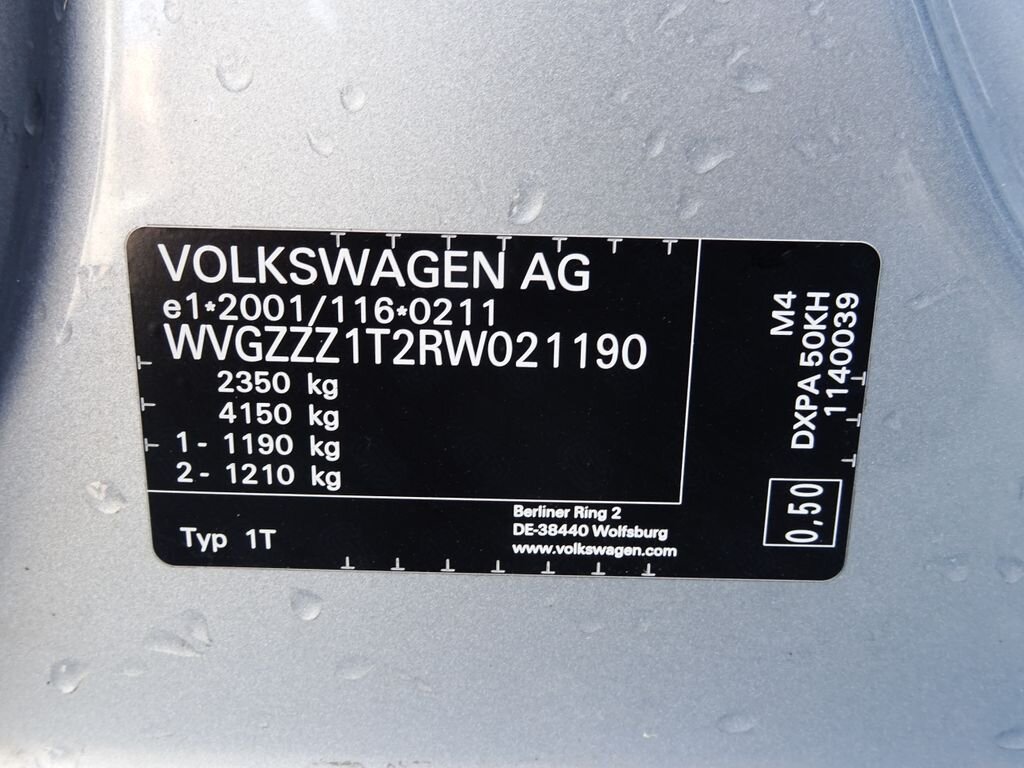 VOLKSWAGEN AG
e1*2001/116*0211
WVGZZZ1T2RW021190
2350 kg
4150 kg
1 - 1190 kg
2 - 1210 kg
Typ 1T
Berliner Ring 2
DE-38440 Wolfsburg
www.volkswagen.com
M4
DXPA 50KH
1140039
0,50